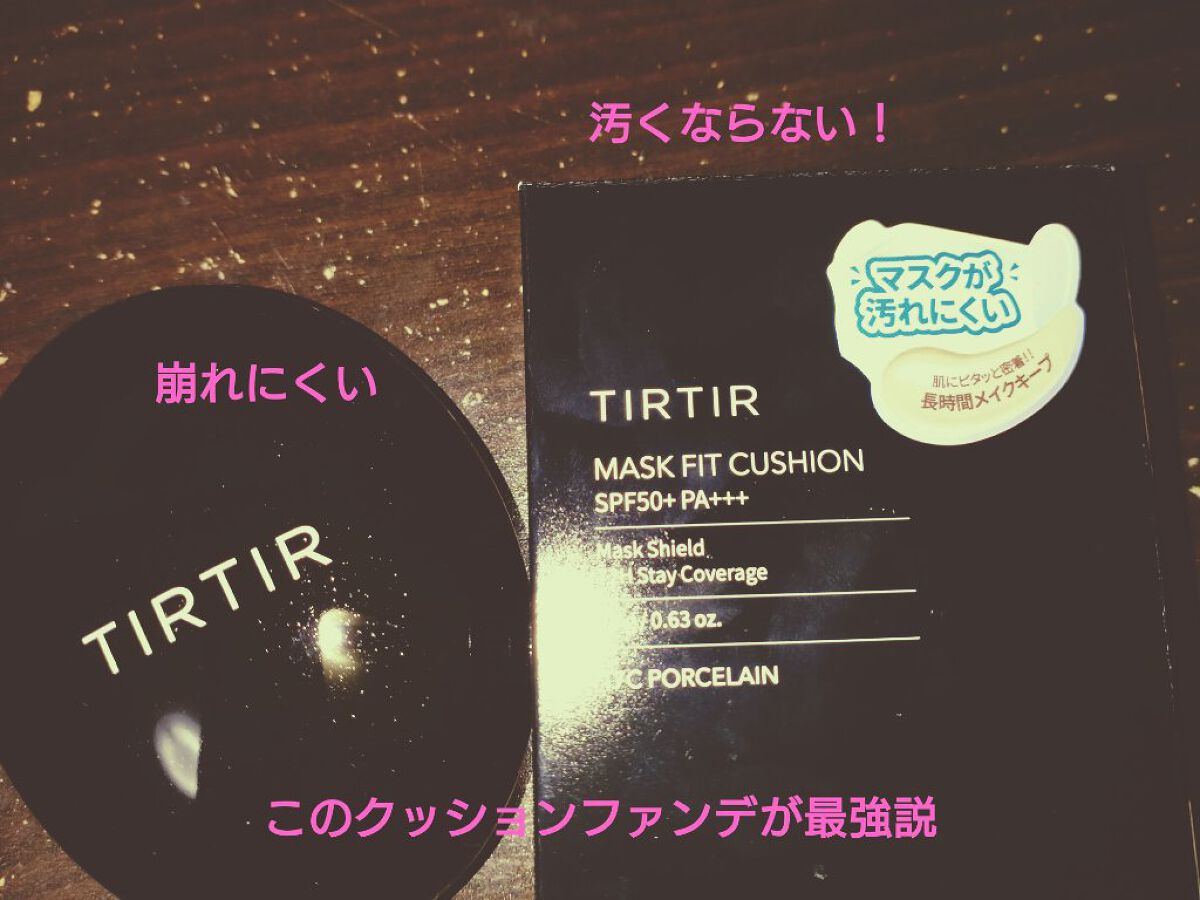 汚くならない！
マスクが
汚れにくい
肌にピタッと密着!!
長時間メイクキープ
崩れにくい
TIRTIR
MASK FIT CUSHION
SPF50+ PA+++
Mask Shield
Stay Coverage
0.63 oz.
PORCELAIN
TIRTIR
このクッションファンデが最強説